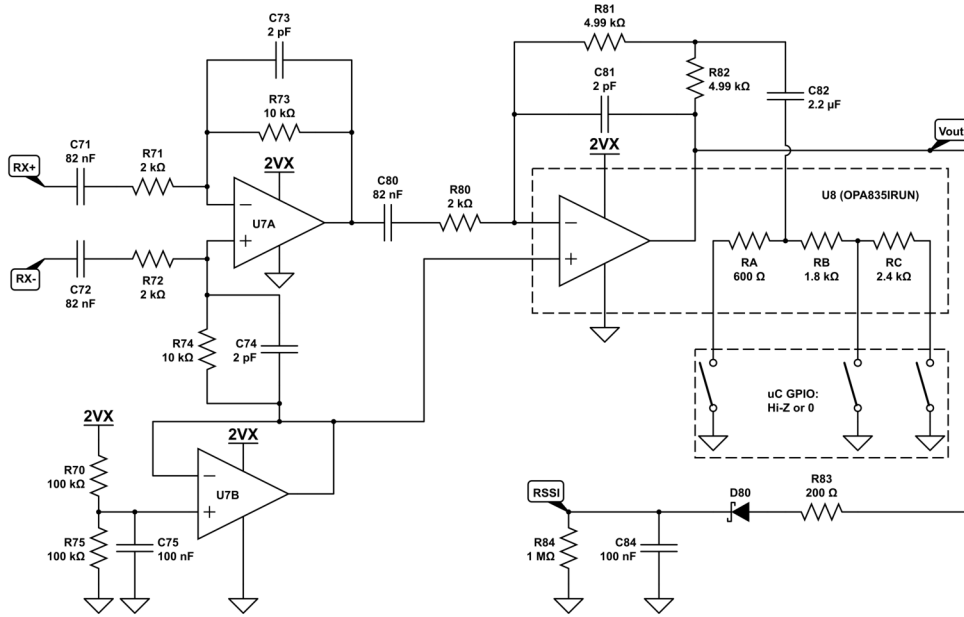 C73
2 pF
R73
10 kΩ
C71
82 nF
R71
2 kΩ
RX+
2VX
U7A
RX-
C72
82 nF
R72
2 kΩ
R74
10 kΩ
C74
2 pF
C80
82 nF
R80
2 kΩ
R81
4.99 kΩ
C81
2 pF
R82
4.99 kΩ
C82
2.2 µF
2VX
Vout
U8 (OPA835IRUN)
RA
600 Ω
RB
1.8 kΩ
RC
2.4 kΩ
uC GPIO:
Hi-Z or 0
2VX
R70
100 kΩ
R75
100 kΩ
C75
100 nF
2VX
U7B
RSSI
R84
1 MΩ
C84
100 nF
D80
R83
200 Ω